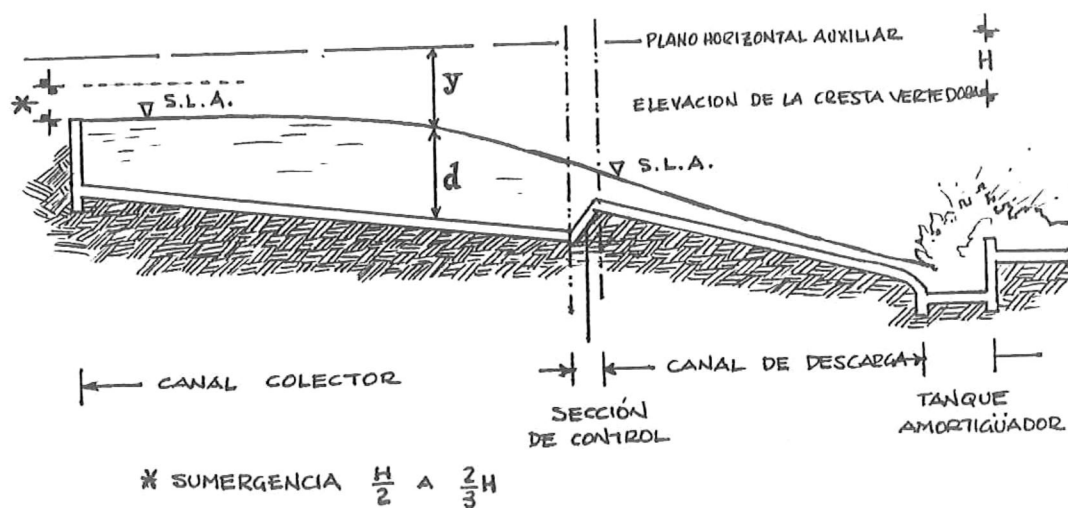 PLANO HORIZONTAL AUXILIAR
H
y
*
S.L.A.
ELEVACION DE LA CRESTA VERTEDORA
S.L.A.
d
CANAL COLECTOR
CANAL DE DESCARGA
SECCIÓN
DE CONTROL
TANQUE
AMORTIGÜADOR
* SUMERGENCIA H/2 A 2/3 H